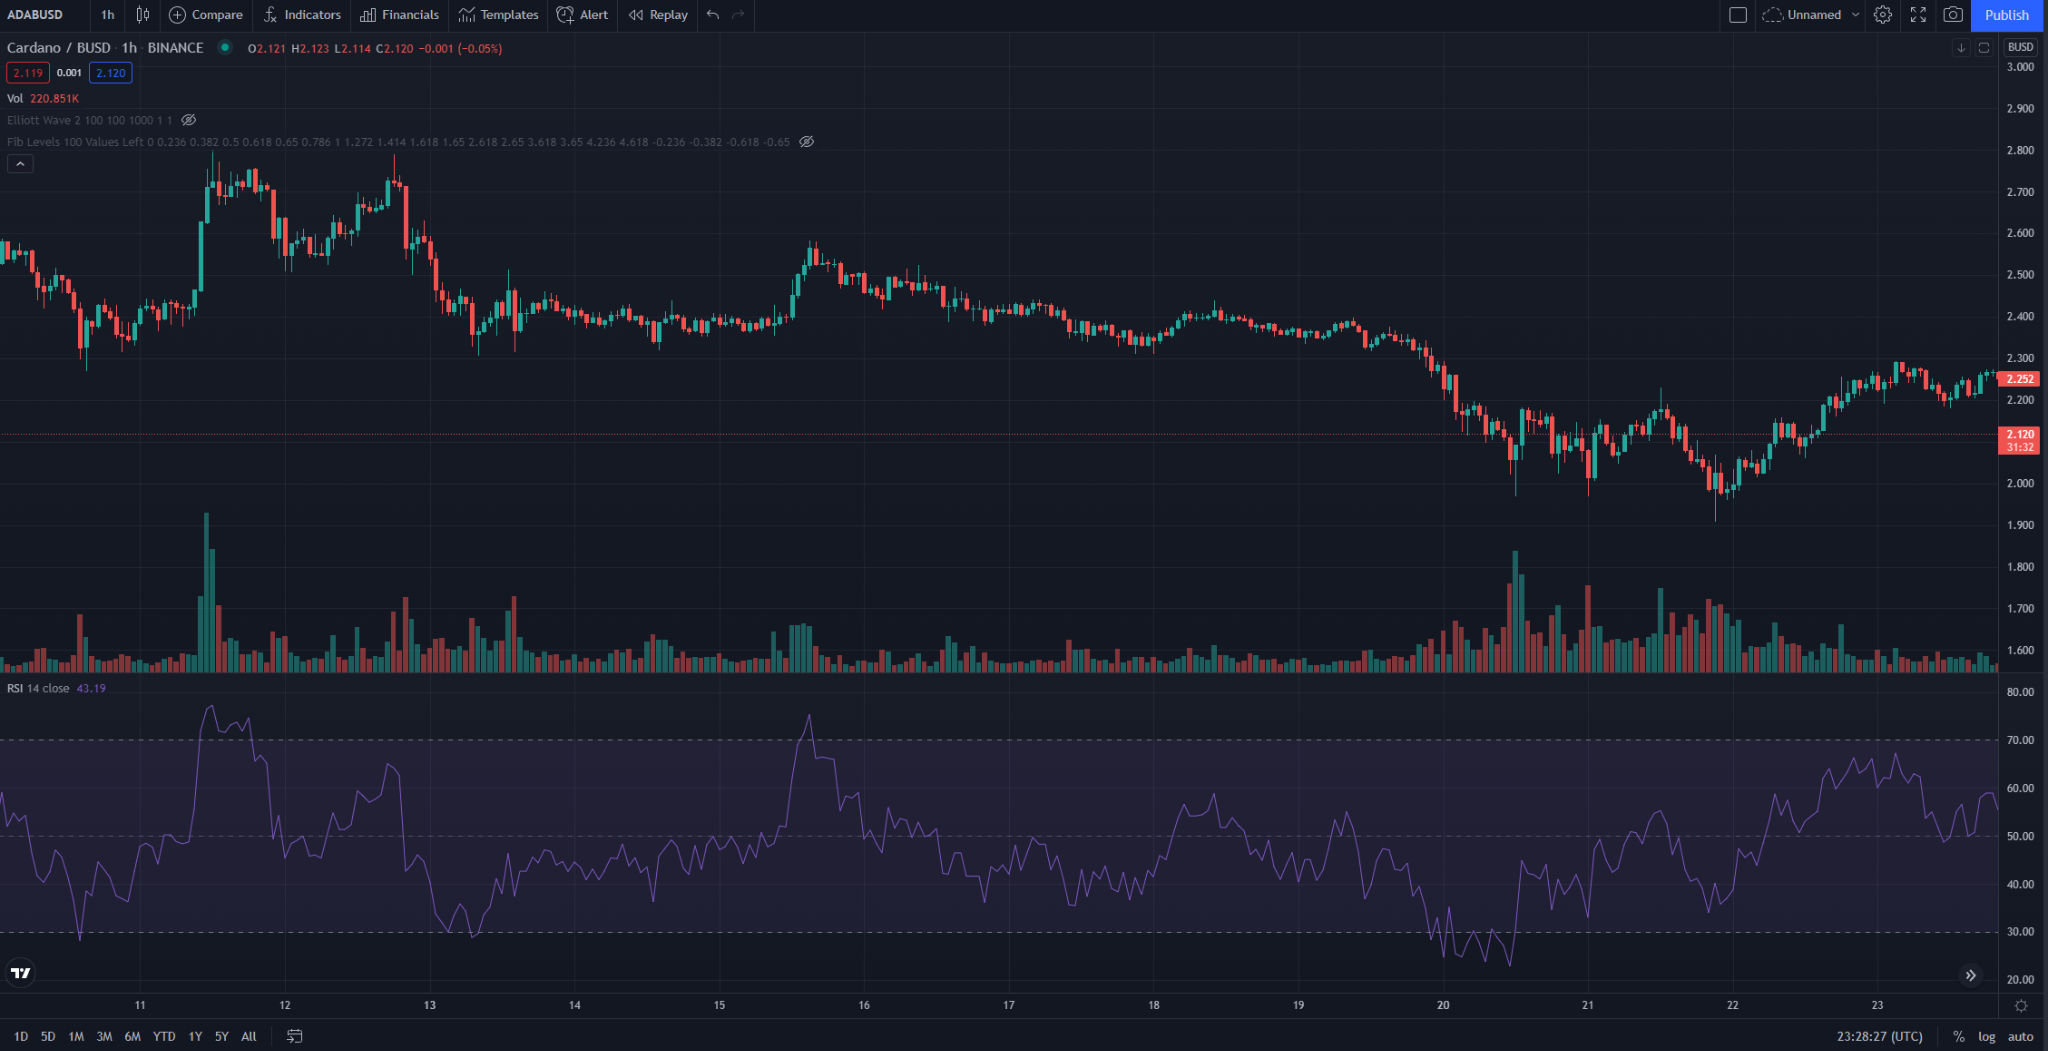 ADABUSD 1h Compare Indicators Financials Templates Alert Replay Unnamed Publish
Cardano / BUSD · 1h · BINANCE O2.121 H2.123 L2.114 C2.120 −0.001 (−0.05%) BUSD
2.119 0.001 2.120
Vol 220.851K
Elliott Wave 2 100 100 1000 1 1
Fib Levels 100 Values Left 0 0.236 0.382 0.5 0.618 0.65 0.786 1 1.272 1.414 1.618 1.65 2.618 2.65 3.618 3.65 4.236 4.618 -0.236 -0.382 -0.618 -0.65
3.000
2.900
2.800
2.700
2.600
2.500
2.400
2.300
2.252
2.200
2.120
31:32
2.000
1.900
1.800
1.700
1.600
RSI 14 close 43.19
80.00
70.00
60.00
50.00
40.00
30.00
20.00
11 12 13 14 15 16 17 18 19 20 21 22 23
1D 5D 1M 3M 6M YTD 1Y 5Y All 23:28:27 (UTC) % log auto